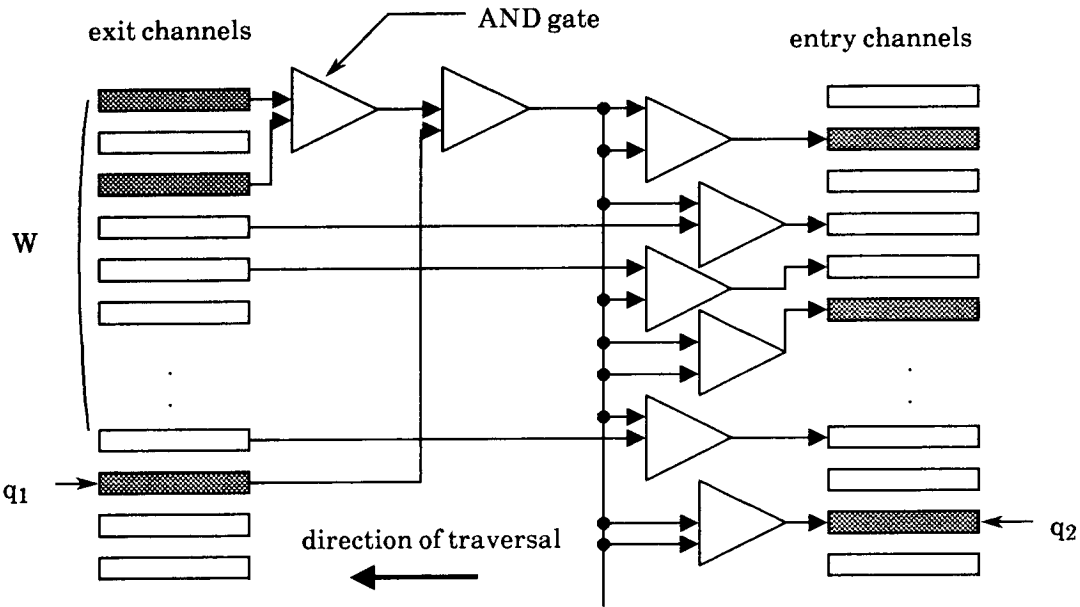 exit channels
AND gate
entry channels
W
q1
direction of traversal
q2